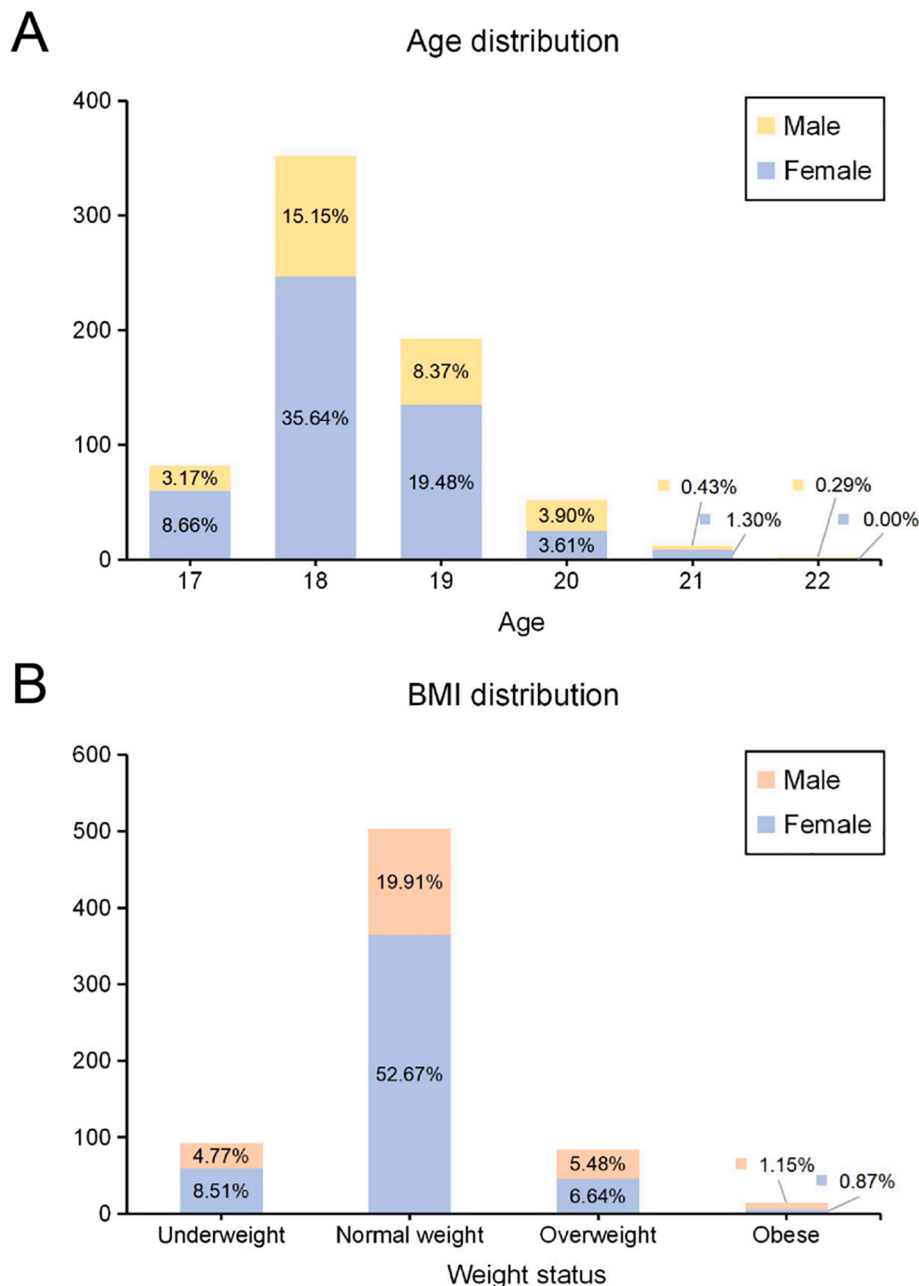 A
Age distribution
400
Male
Female
300
15.15%
200
8.37%
35.64%
100
19.48%
3.17%
0.43%
0.29%
8.66%
3.90%
1.30%
0.00%
3.61%
0
17
18
19
20
21
22
Age
B
BMI distribution
600
Male
Female
500
19.91%
400
300
52.67%
200
100
4.77%
5.48%
1.15%
0.87%
8.51%
6.64%
0
Underweight
Normal weight
Overweight
Obese
Weight status